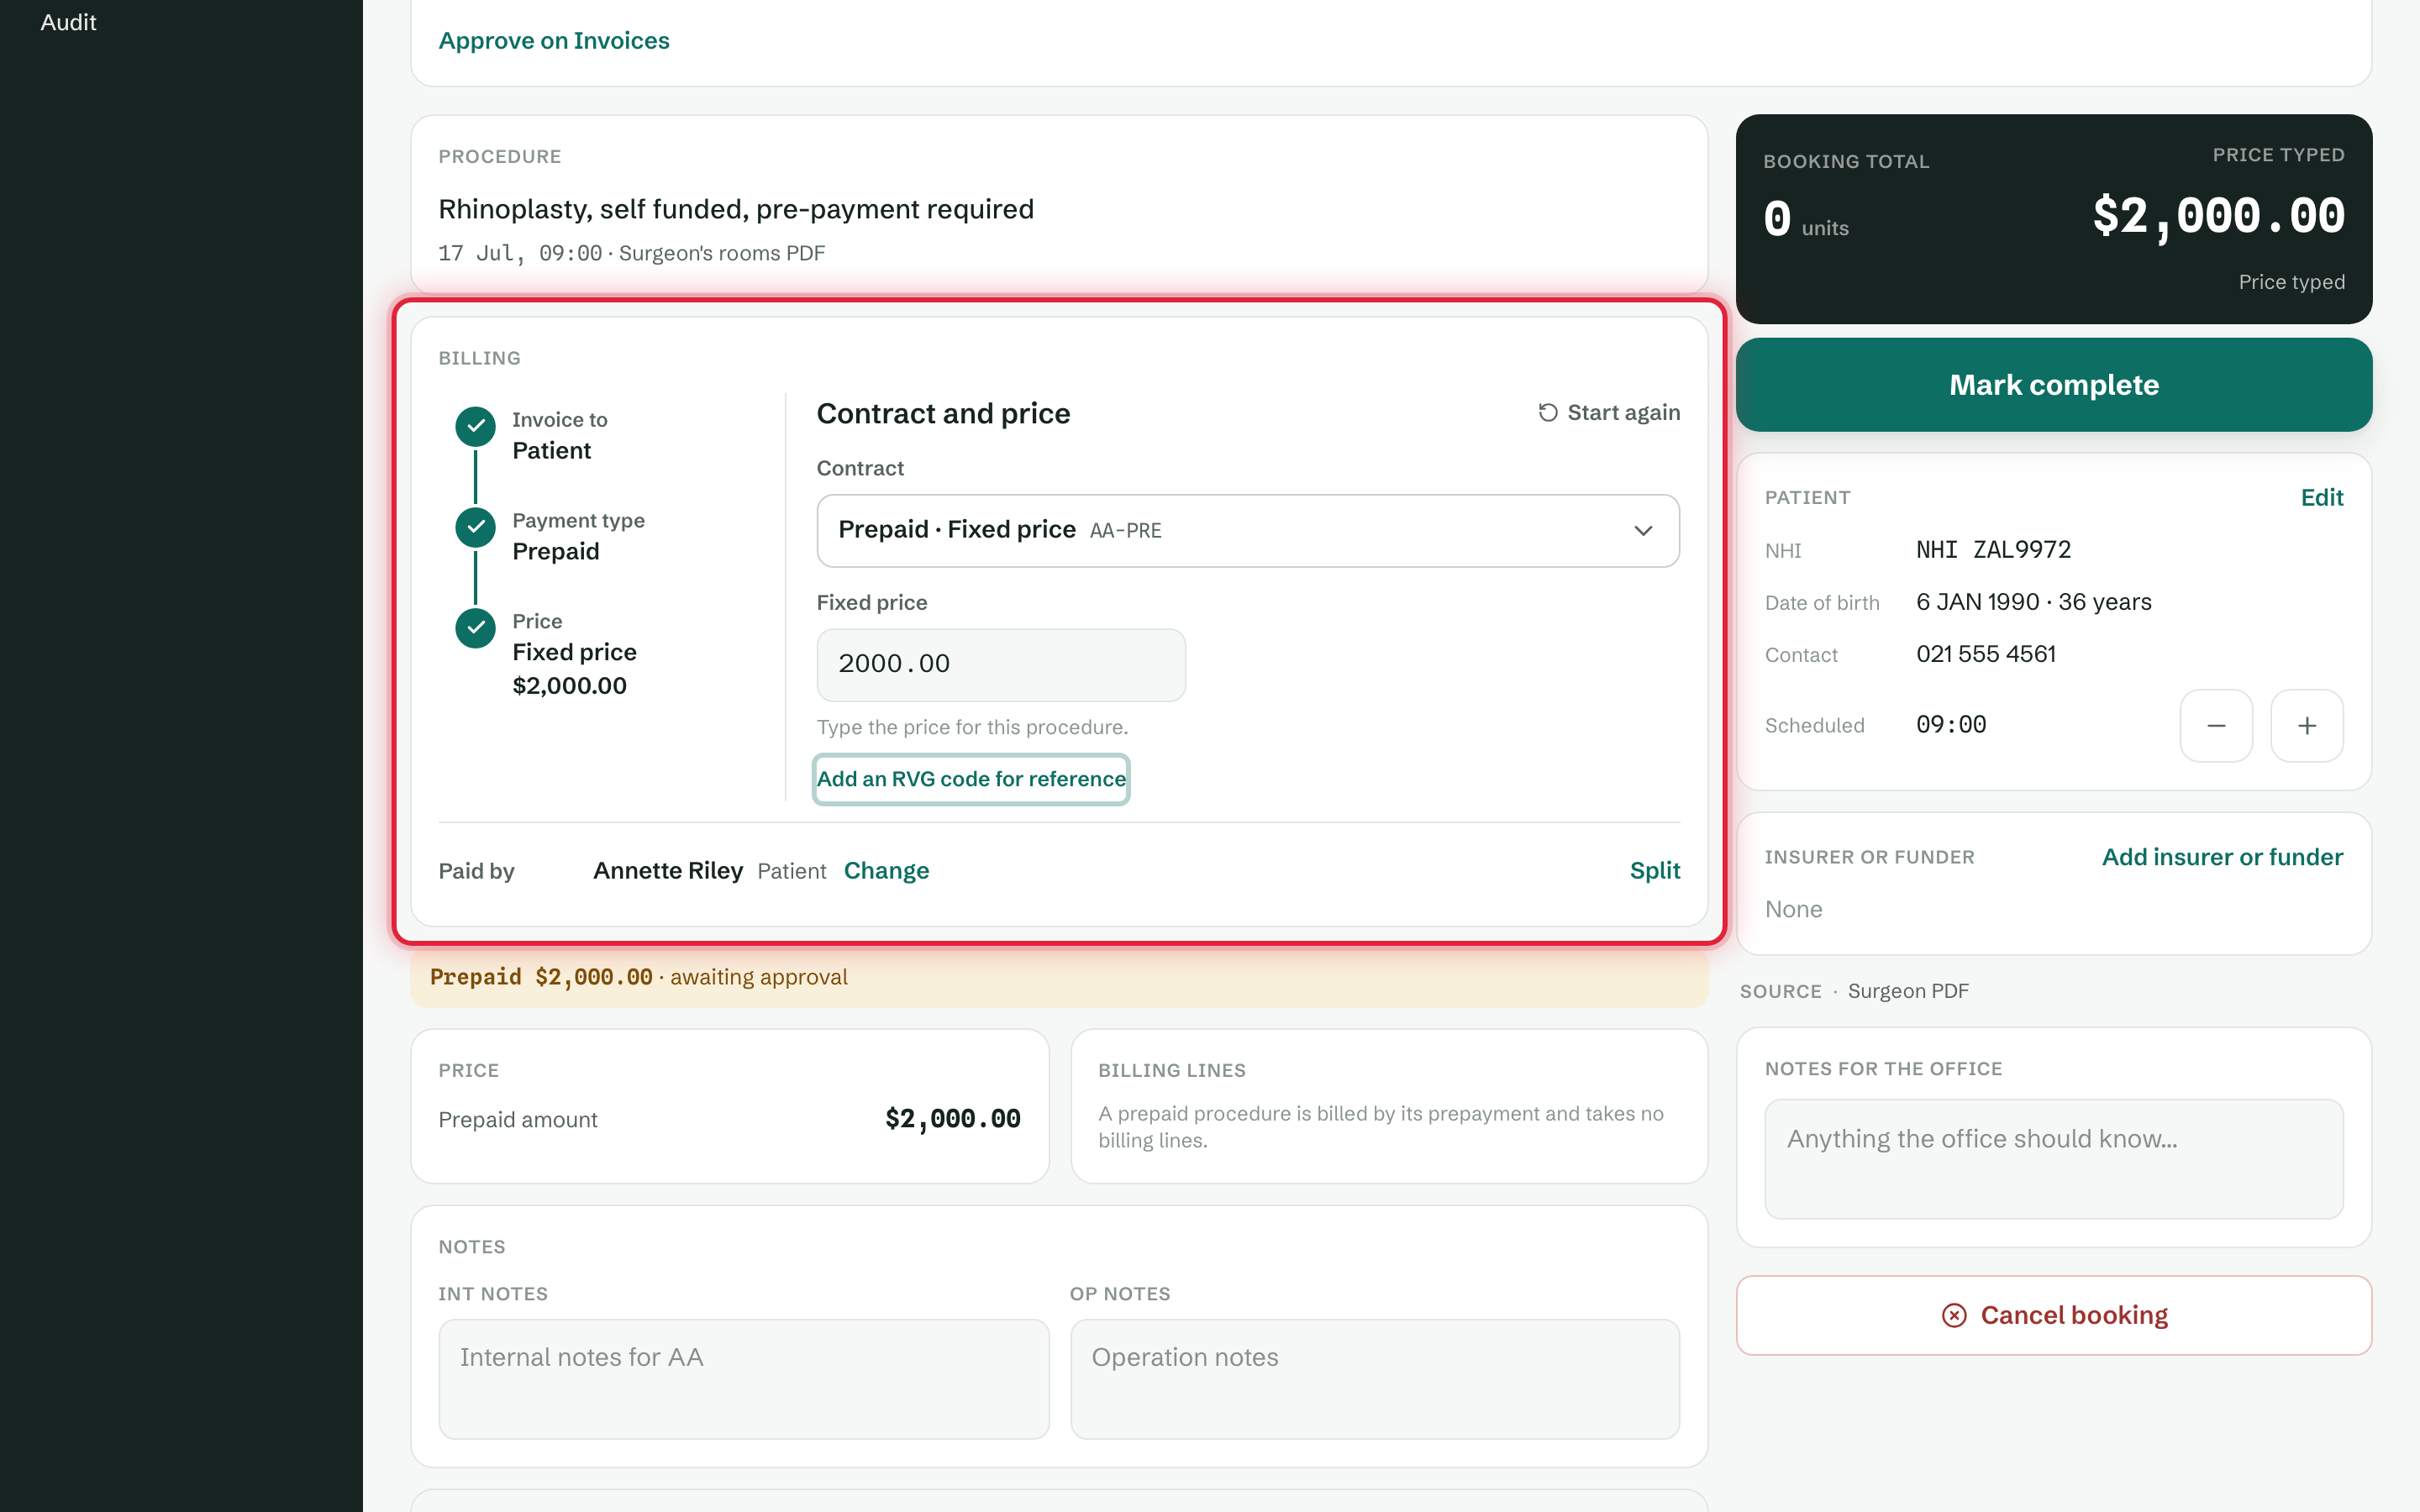 Audit
Approve on Invoices
PROCEDURE
Rhinoplasty, self funded, pre-payment required
17 Jul, 09:00 · Surgeon's rooms PDF
BILLING
Invoice to
Patient
Payment type
Prepaid
Price
Fixed price
$2,000.00
Contract and price
Start again
Contract
Prepaid · Fixed price AA-PRE
Fixed price
2000.00
Type the price for this procedure.
Add an RVG code for reference
Paid by Annette Riley Patient Change Split
Prepaid $2,000.00 · awaiting approval
PRICE
Prepaid amount $2,000.00
BILLING LINES
A prepaid procedure is billed by its prepayment and takes no
billing lines.
NOTES
INT NOTES
Internal notes for AA
OP NOTES
Operation notes
BOOKING TOTAL
0 units
PRICE TYPED
$2,000.00
Price typed
Mark complete
PATIENT Edit
NHI NHI ZAL9972
Date of birth 6 JAN 1990 · 36 years
Contact 021 555 4561
Scheduled 09:00 − +
INSURER OR FUNDER Add insurer or funder
None
SOURCE · Surgeon PDF
NOTES FOR THE OFFICE
Anything the office should know...
Cancel booking